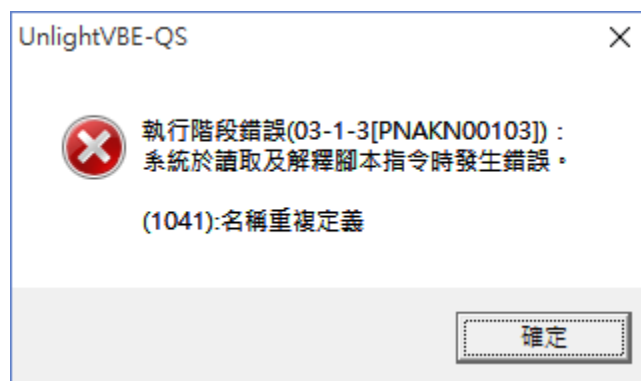 UnlightVBE-QS
執行階段錯誤(03-1-3[PNAKN00103])：
系統於讀取及解釋腳本指令時發生錯誤。
(1041):名稱重複定義
確定